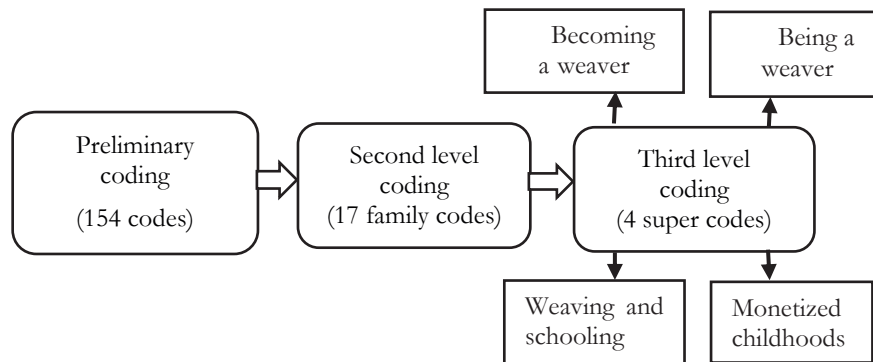 Becoming
a weaver
Being a
weaver
Preliminary
coding
(154 codes)
Second level
coding
(17 family codes)
Third level
coding
(4 super codes)
Weaving and
schooling
Monetized
childhoods